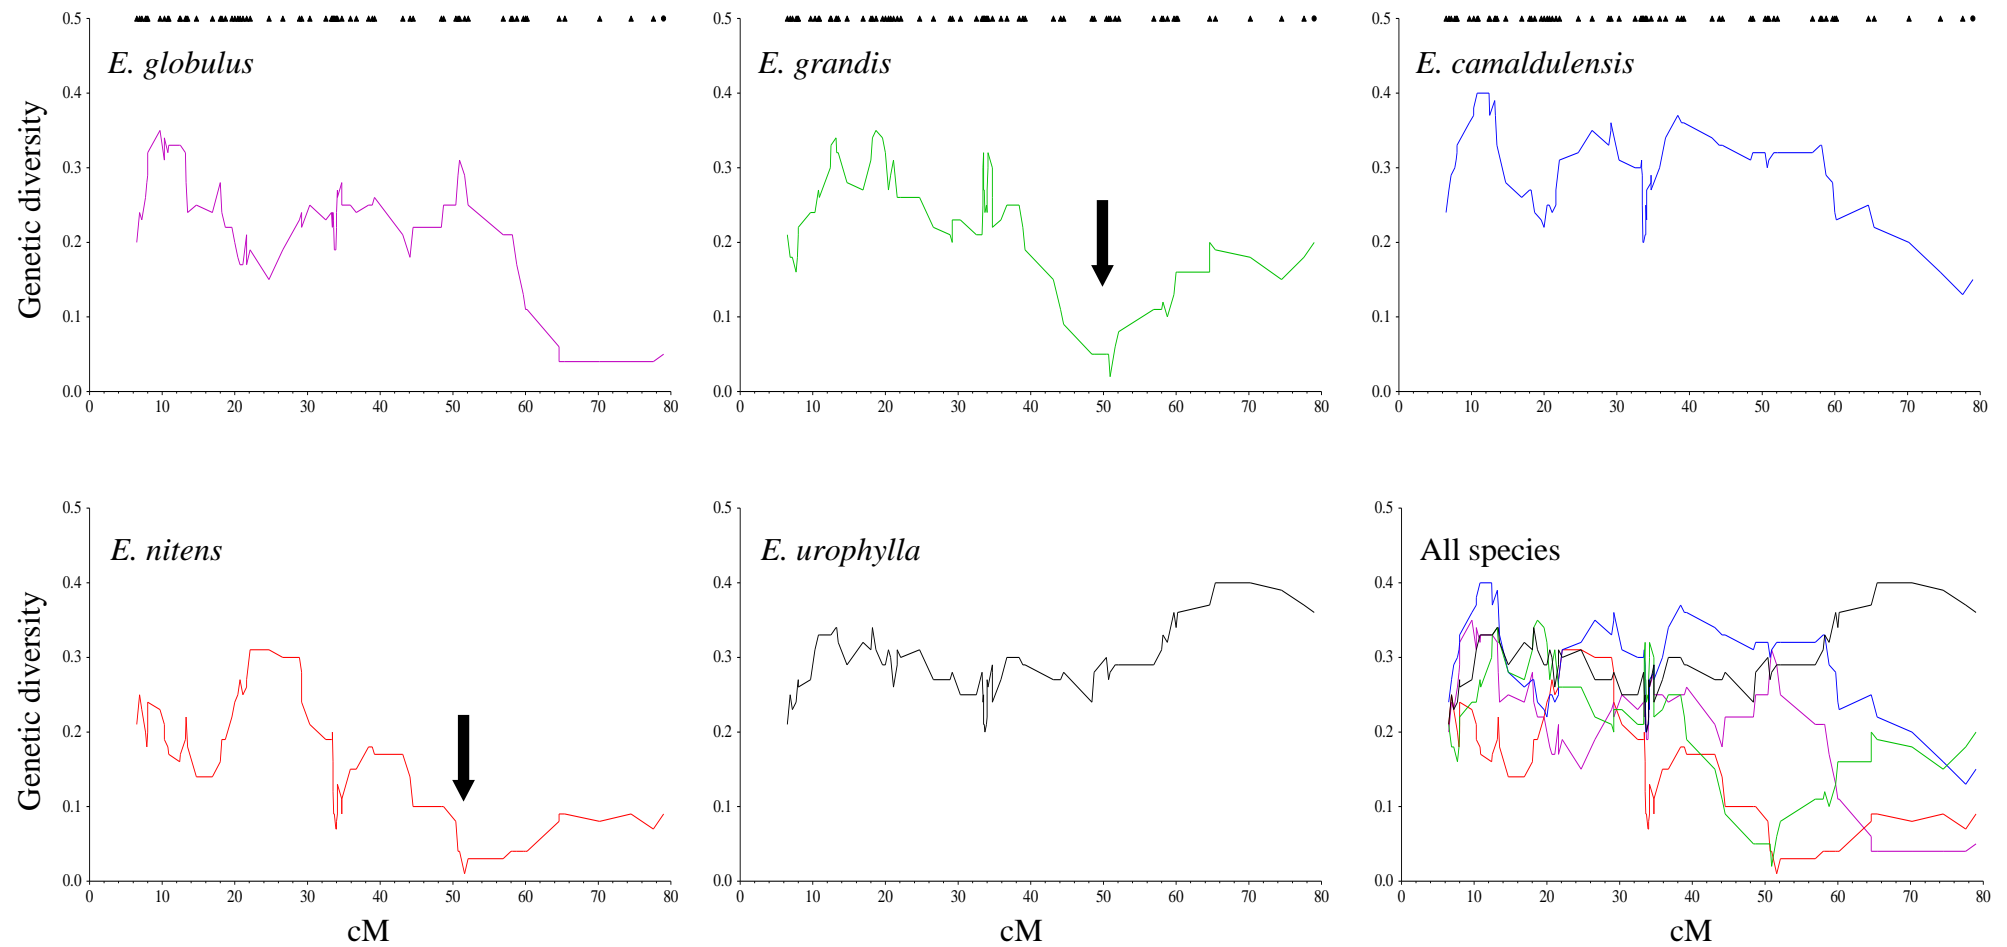 E. globulus
Genetic diversity
0.5
0.4
0.3
0.2
0.1
0.0
0 10 20 30 40 50 60 70 80
E. grandis
0.5
0.4
0.3
0.2
0.1
0.0
0 10 20 30 40 50 60 70 80
E. camaldulensis
0.5
0.4
0.3
0.2
0.1
0.0
0 10 20 30 40 50 60 70 80
E. nitens
Genetic diversity
0.5
0.4
0.3
0.2
0.1
0.0
0 10 20 30 40 50 60 70 80
cM
E. urophylla
0.5
0.4
0.3
0.2
0.1
0.0
0 10 20 30 40 50 60 70 80
cM
All species
0.5
0.4
0.3
0.2
0.1
0.0
0 10 20 30 40 50 60 70 80
cM